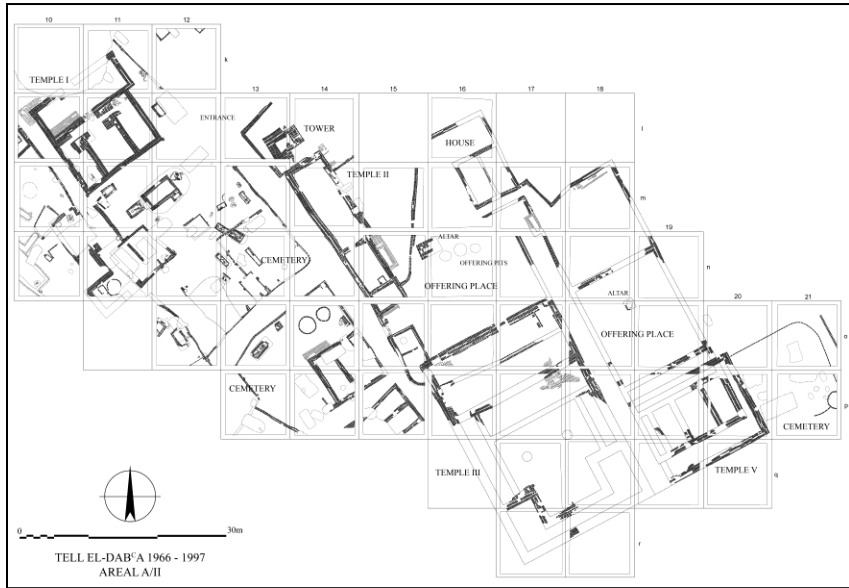 10 11 12
k
TEMPLE I
13 14 15 16 17 18
ENTRANCE
TOWER
HOUSE
l
TEMPLE II
m
19
ALTAR
CEMETERY
OFFERING PITS
n
OFFERING PLACE
ALTAR
20 21
OFFERING PLACE
o
CEMETERY
p
CEMETERY
TEMPLE III
TEMPLE V
q
0 30m
r
TELL EL-DABᶜA 1966 - 1997
AREAL A/II